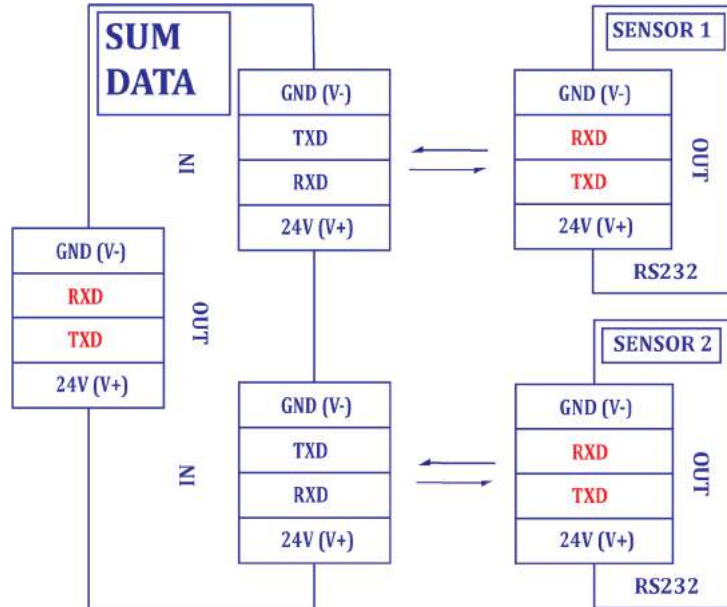 SUM
DATA
SENSOR 1
GND (V-)
TXD
RXD
24V (V+)
IN
GND (V-)
RXD
TXD
24V (V+)
OUT
RS232
GND (V-)
RXD
TXD
24V (V+)
OUT
SENSOR 2
GND (V-)
TXD
RXD
24V (V+)
IN
GND (V-)
RXD
TXD
24V (V+)
OUT
RS232